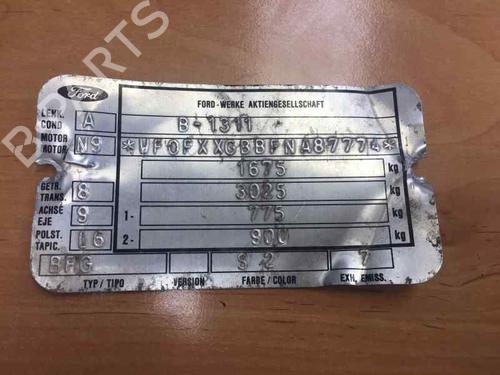 Ford
FORD-WERKE AKTIENGESELLSCHAFT
LENK. COND A B-1311
MOTOR MOTOR N9 *WF0FXXGBBFNA87774*
1675 kg
GETR. TRANS. 8 3025 kg
ACHSE EJE 9 1- 775 kg
POLST. TAPIC. 16 2- 900 kg
BFG S 2 7
TYP / TIPO VERSION FARBE / COLOR EXH. EMISS.